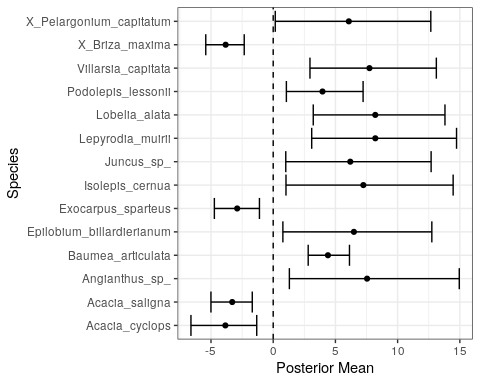 X_Pelargonium_capitatum
X_Briza_maxima
Villarsia_capitata
Podolepis_lessonii
Lobelia_alata
Lepyrodia_muirii
Juncus_sp_
Isolepis_cernua
Exocarpus_sparteus
Epilobium_billardierianum
Baumea_articulata
Angianthus_sp_
Acacia_saligna
Acacia_cyclops
Species
-5 0 5 10 15
Posterior Mean